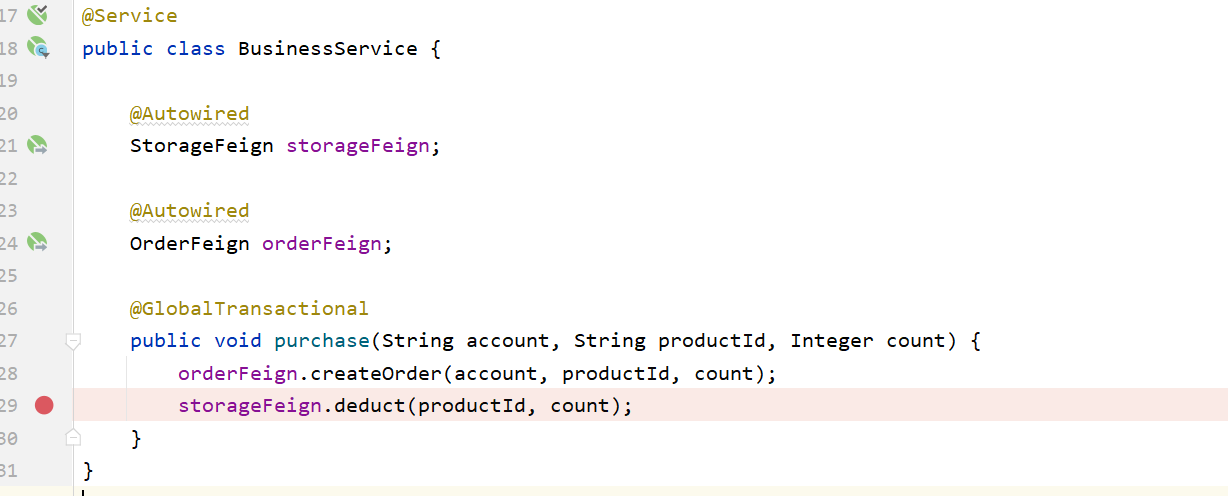 17 @Service
18 public class BusinessService {
19
20 @Autowired
21 StorageFeign storageFeign;
22
23 @Autowired
24 OrderFeign orderFeign;
25
26 @GlobalTransactional
27 public void purchase(String account, String productId, Integer count) {
28 orderFeign.createOrder(account, productId, count);
29 storageFeign.deduct(productId, count);
30 }
31 }